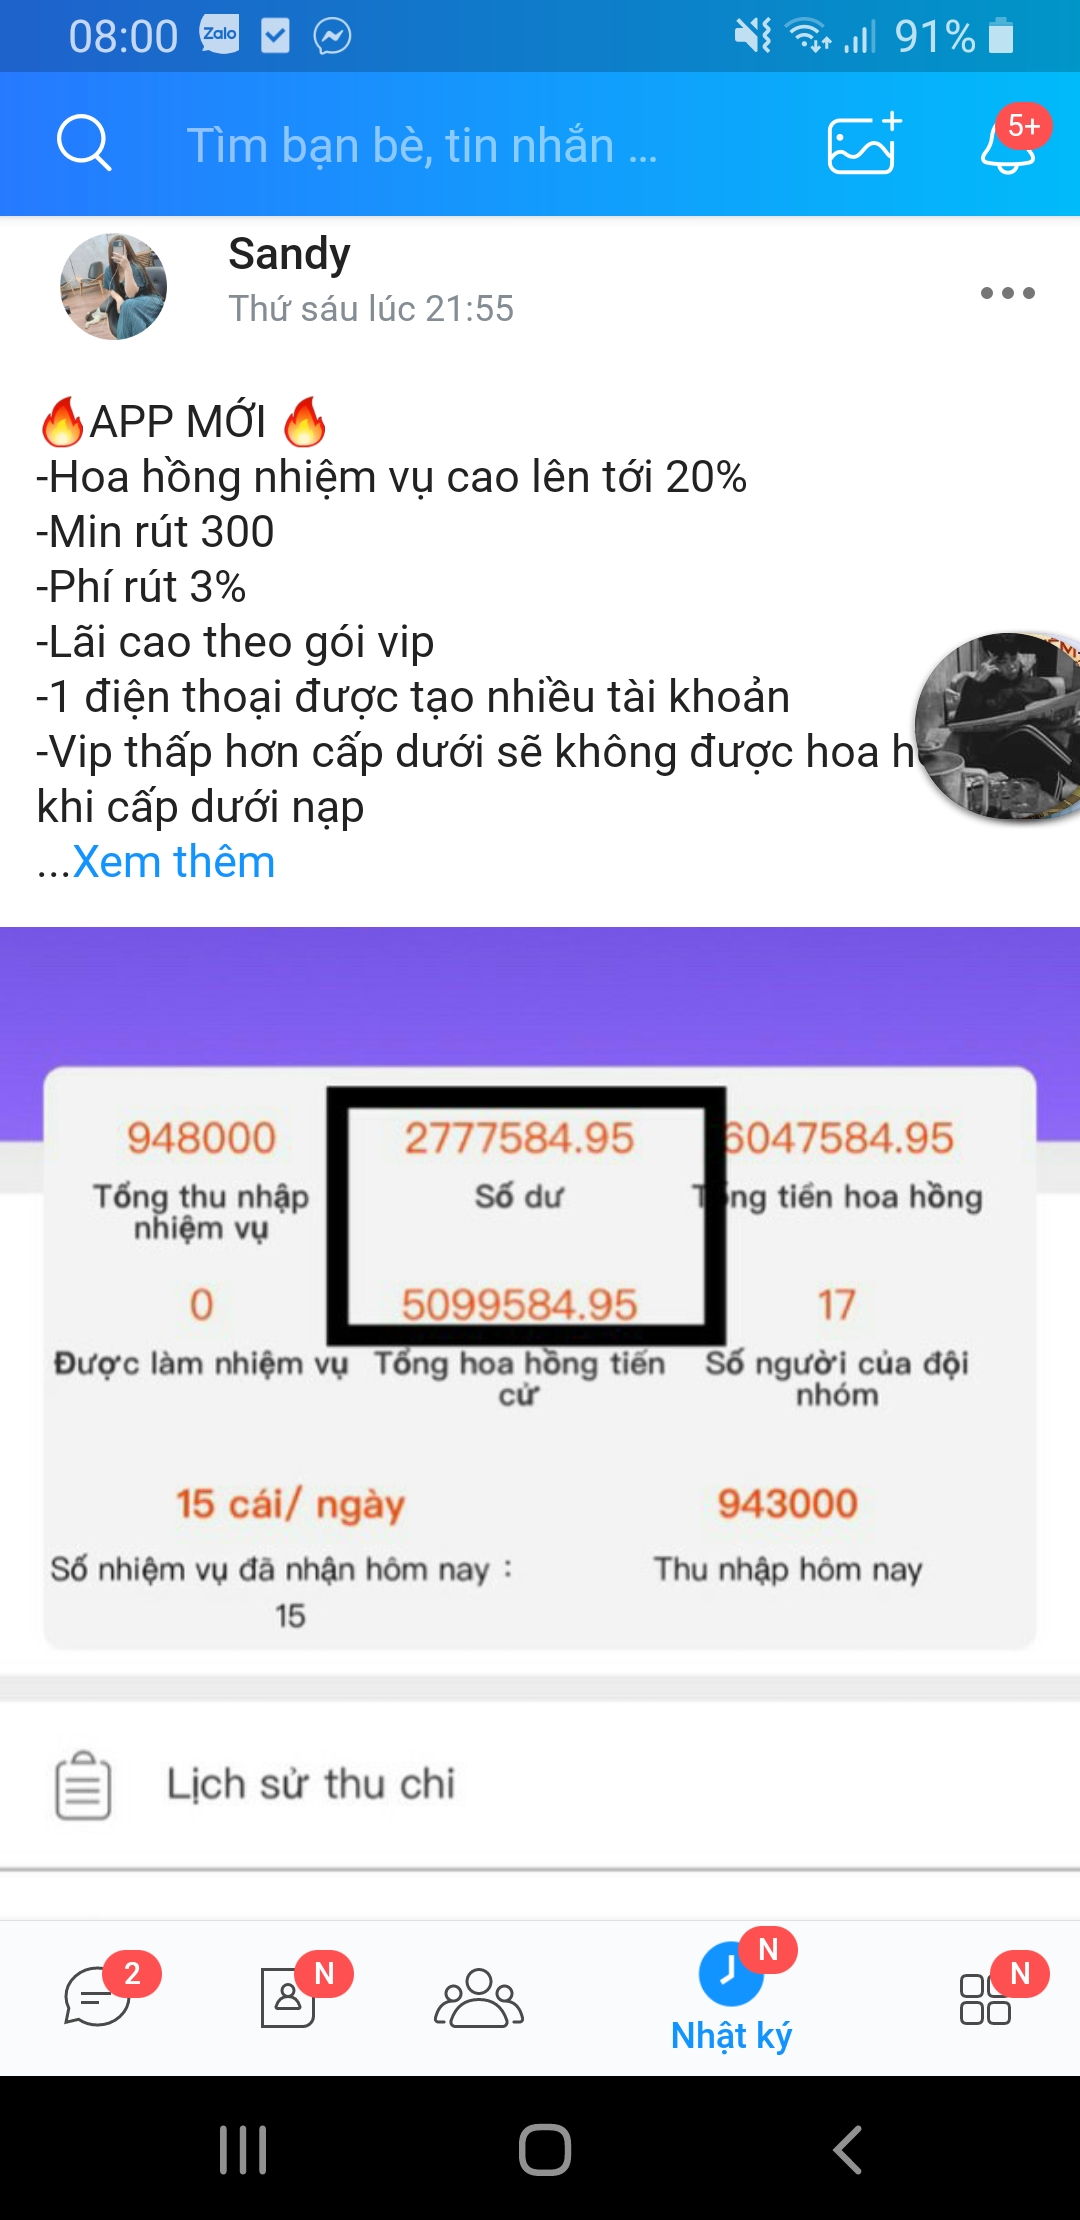 08:00
Zalo
91%
Tìm bạn bè, tin nhắn ...
5+
Sandy
Thứ sáu lúc 21:55
🔥APP MỚI 🔥
-Hoa hồng nhiệm vụ cao lên tới 20%
-Min rút 300
-Phí rút 3%
-Lãi cao theo gói vip
-1 điện thoại được tạo nhiều tài khoản
-Vip thấp hơn cấp dưới sẽ không được hoa
khi cấp dưới nạp
...Xem thêm
948000 2777584.95 6047584.95
Tổng thu nhập Số dư Tổng tiền hoa hồng
nhiệm vụ
0 5099584.95 17
Được làm nhiệm vụ Tổng hoa hồng tiến Số người của đội
cử nhóm
15 cái/ ngày 943000
Số nhiệm vụ đã nhận hôm nay : Thu nhập hôm nay
15
Lịch sử thu chi
2 N N N
Nhật ký